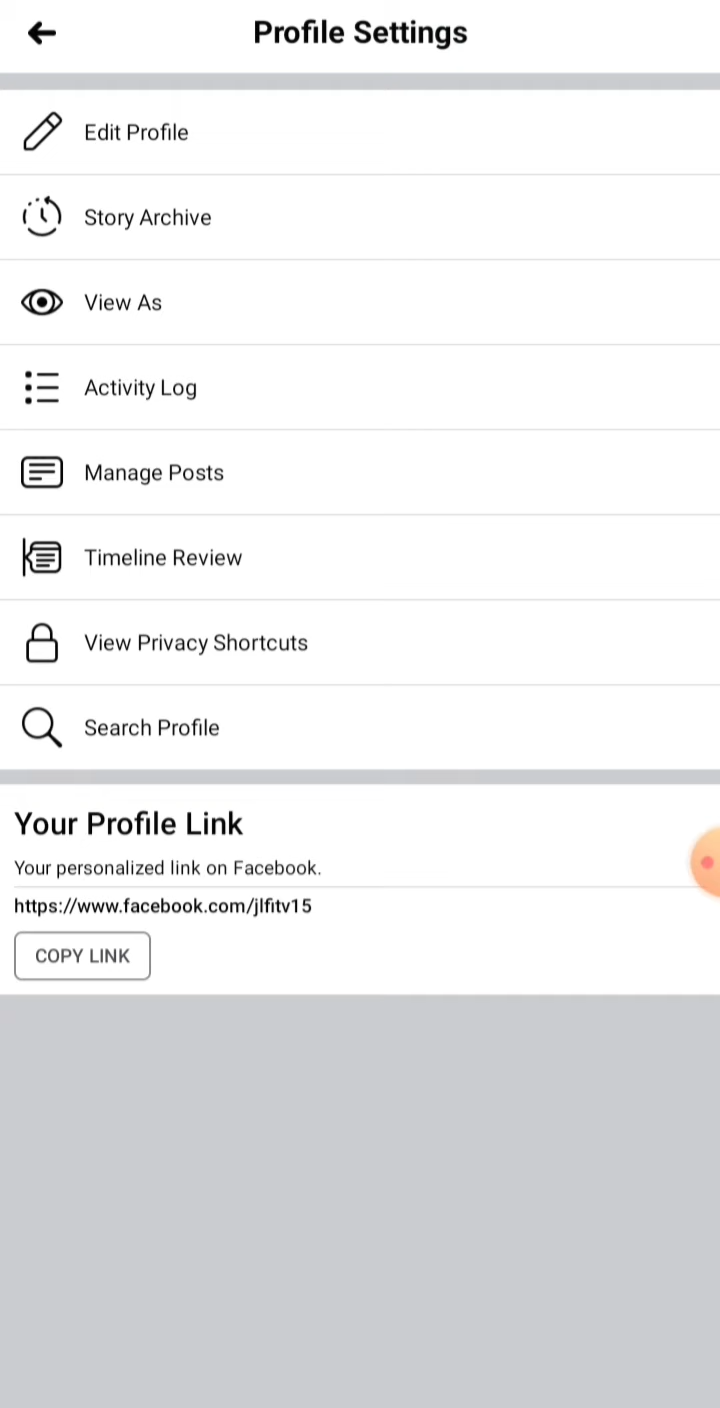 Profile Settings
Edit Profile
Story Archive
View As
Activity Log
Manage Posts
Timeline Review
View Privacy Shortcuts
Search Profile
Your Profile Link
Your personalized link on Facebook.
https://www.facebook.com/jlfitv15
COPY LINK